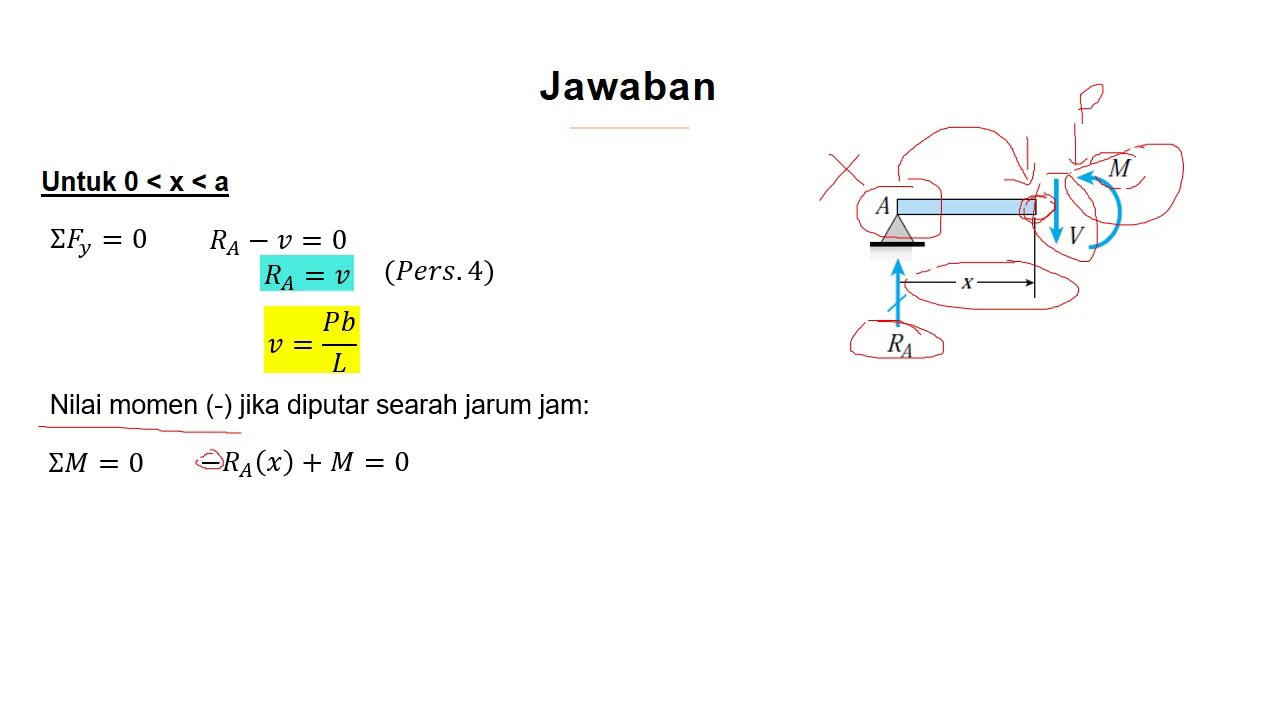 Jawaban
Untuk 0 < x < a
ΣF_y = 0 R_A − v = 0
R_A = v (Pers. 4)
v = Pb/L
Nilai momen (-) jika diputar searah jarum jam:
ΣM = 0 −R_A(x) + M = 0
P
X
M
A
V
x
R_A